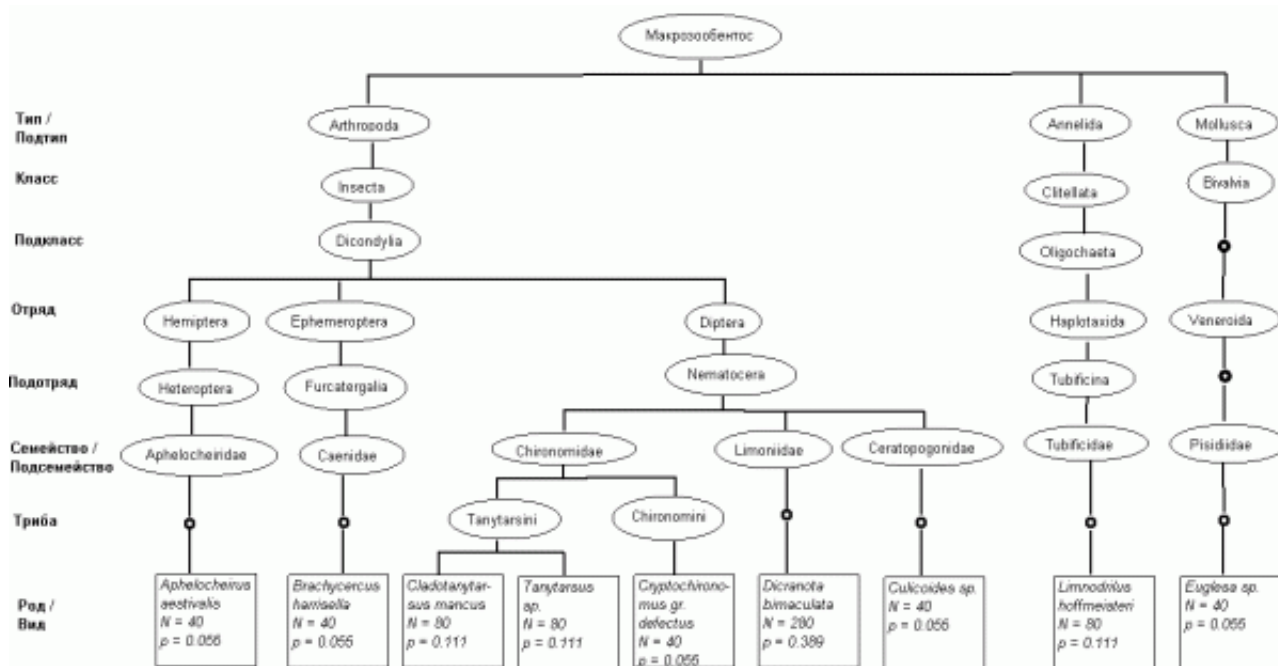 Макрозообентос
Тип /
Подтип
Arthropoda
Annelida
Mollusca
Класс
Insecta
Clitellata
Bivalvia
Подкласс
Dicondylia
Oligochaeta
Отряд
Hemiptera
Ephemeroptera
Diptera
Haplotaxida
Veneroida
Подотряд
Heteroptera
Furcatergalia
Nematocera
Tubificina
Семейство /
Подсемейство
Aphelocheiridae
Caenidae
Chironomidae
Limoniidae
Ceratopogonidae
Tubificidae
Pisidiidae
Триба
Tanytarsini
Chironomini
Род /
Вид
Aphelocheirus
aestivalis
N = 40
p = 0.055
Brachycercus
harrisella
N = 40
p = 0.055
Cladotanytar-
sus mancus
N = 80
p = 0.111
Tanytarsus
sp.
N = 80
p = 0.111
Cryptochirono-
mus gr.
defectus
N = 40
p = 0.055
Dicranota
bimaculata
N = 280
p = 0.389
Culicoides sp.
N = 40
p = 0.055
Limnodrilus
hoffmeisteri
N = 80
p = 0.111
Euglesa sp.
N = 40
p = 0.055